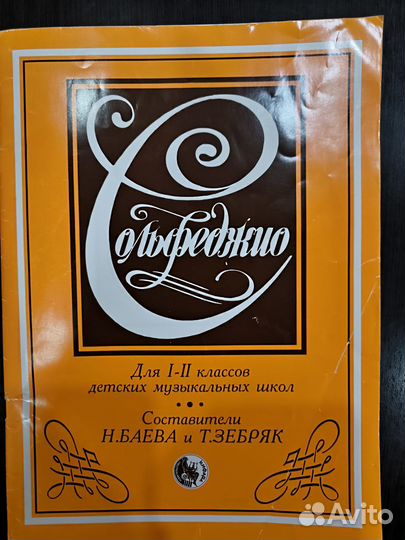 Сольфеджио
Для I-II классов
детских музыкальных школ
Составители
Н.БАЕВА и Т.ЗЕБРЯК
Avito